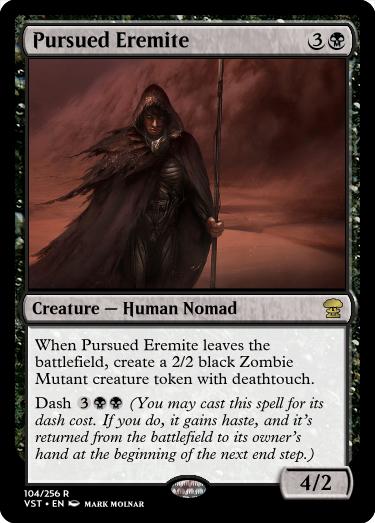 Pursued Eremite 3
Creature — Human Nomad
When Pursued Eremite leaves the
battlefield, create a 2/2 black Zombie
Mutant creature token with deathtouch.
Dash 3 (You may cast this spell for its
dash cost. If you do, it gains haste, and it's
returned from the battlefield to its owner's
hand at the beginning of the next end step.)
4/2
104/256 R
VST • EN MARK MOLNAR